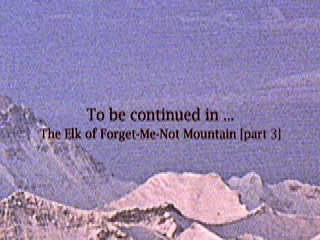 To be continued in ...
The Elk of Forget-Me-Not Mountain [part 3]